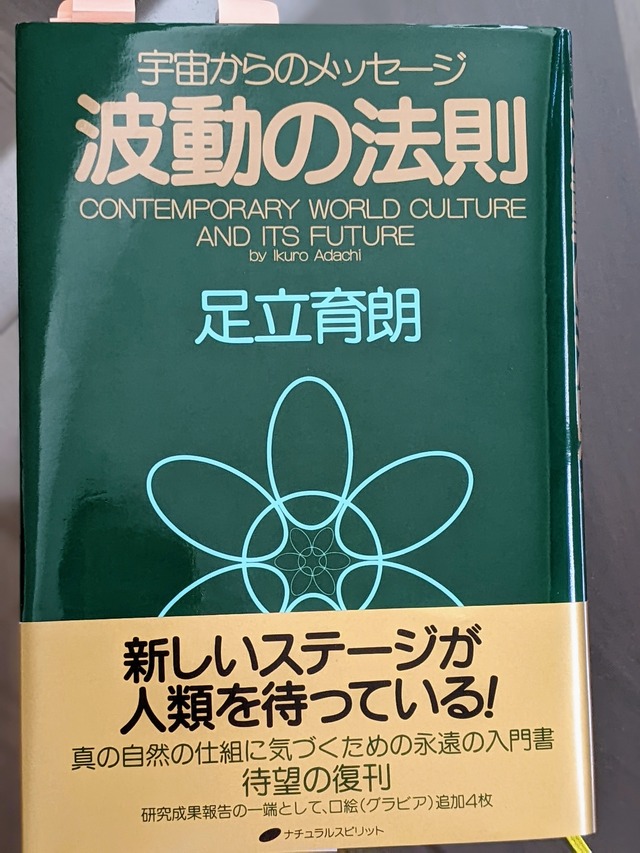 宇宙からのメッセージ
波動の法則
CONTEMPORARY WORLD CULTURE
AND ITS FUTURE
by Ikuro Adachi
足立育朗
新しいステージが
人類を待っている!
真の自然の仕組に気づくための永遠の入門書
待望の復刊
研究成果報告の一端として、口絵(グラビア)追加4枚
ナチュラルスピリット